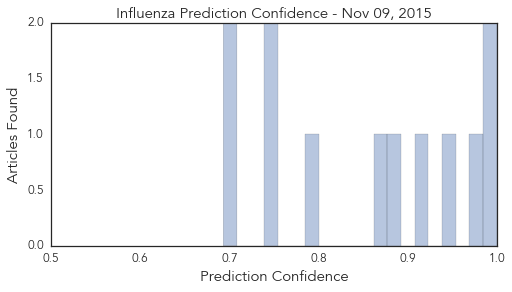 Influenza Prediction Confidence - Nov 09, 2015
2.0
1.5
1.0
0.5
0.0
Articles Found
0.5 0.6 0.7 0.8 0.9 1.0
Prediction Confidence